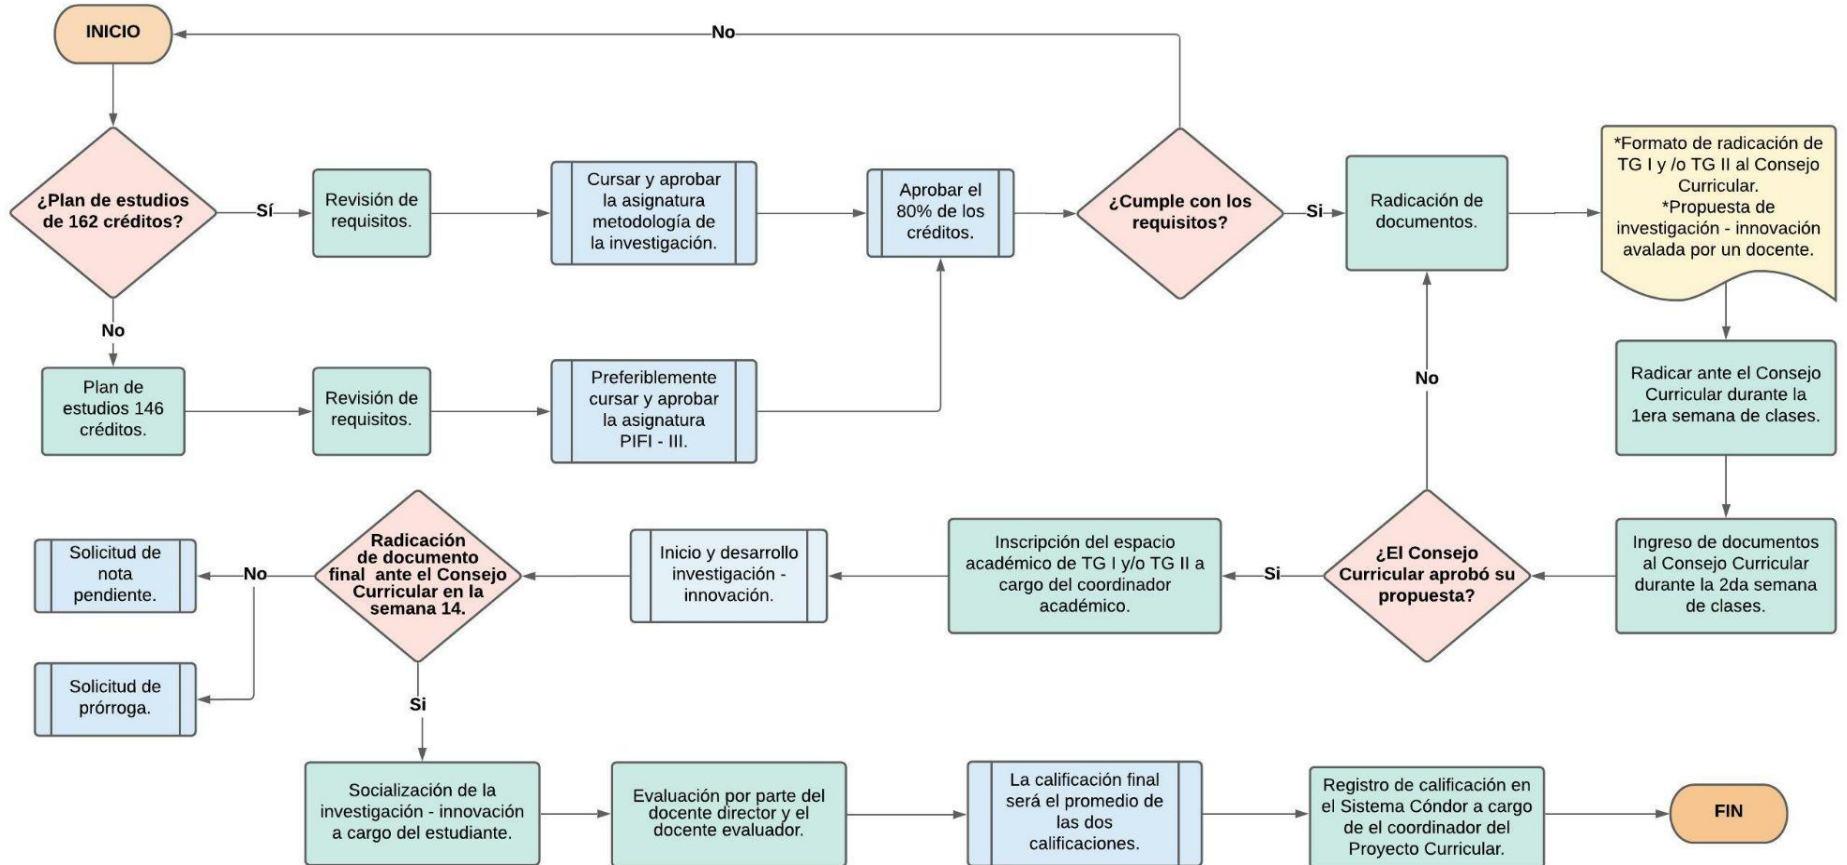 INICIO
No
¿Plan de estudios
de 162 créditos?
Sí
Revisión de
requisitos.
Cursar y aprobar
la asignatura
metodología de
la investigación.
Aprobar el
80% de los
créditos.
¿Cumple con los
requisitos?
Si
Radicación de
documentos.
*Formato de radicación de
TG I y /o TG II al Consejo
Curricular.
*Propuesta de
investigación - innovación
avalada por un docente.
No
Plan de
estudios 146
créditos.
Revisión de
requisitos.
Preferiblemente
cursar y aprobar
la asignatura
PIFI - III.
No
Radicar ante el Consejo
Curricular durante la
1era semana de clases.
Ingreso de documentos
al Consejo Curricular
durante la 2da semana
de clases.
¿El Consejo
Curricular aprobó su
propuesta?
Si
Inscripción del espacio
académico de TG I y/o TG II a
cargo del coordinador
académico.
Inicio y desarrollo
investigación -
innovación.
Radicación
de documento
final ante el Consejo
Curricular en la
semana 14.
No
Solicitud de
nota
pendiente.
Solicitud de
prórroga.
Si
Socialización de la
investigación - innovación
a cargo del estudiante.
Evaluación por parte del
docente director y el
docente evaluador.
La calificación final
será el promedio de
las dos
calificaciones.
Registro de calificación en
el Sistema Cóndor a cargo
de el coordinador del
Proyecto Curricular.
FIN